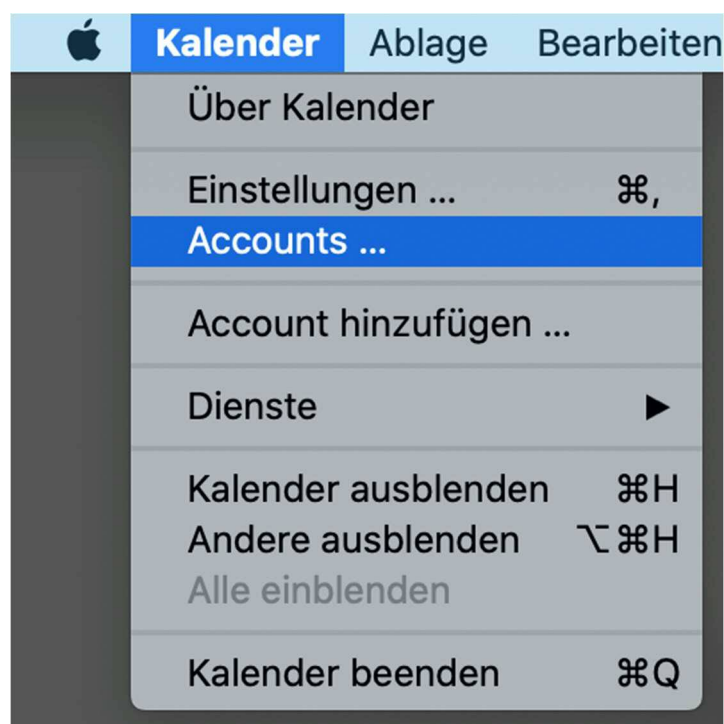 Kalender Ablage Bearbeiten
Über Kalender
Einstellungen ... ⌘,
Accounts ...
Account hinzufügen ...
Dienste ▶
Kalender ausblenden ⌘H
Andere ausblenden ⌥⌘H
Alle einblenden
Kalender beenden ⌘Q